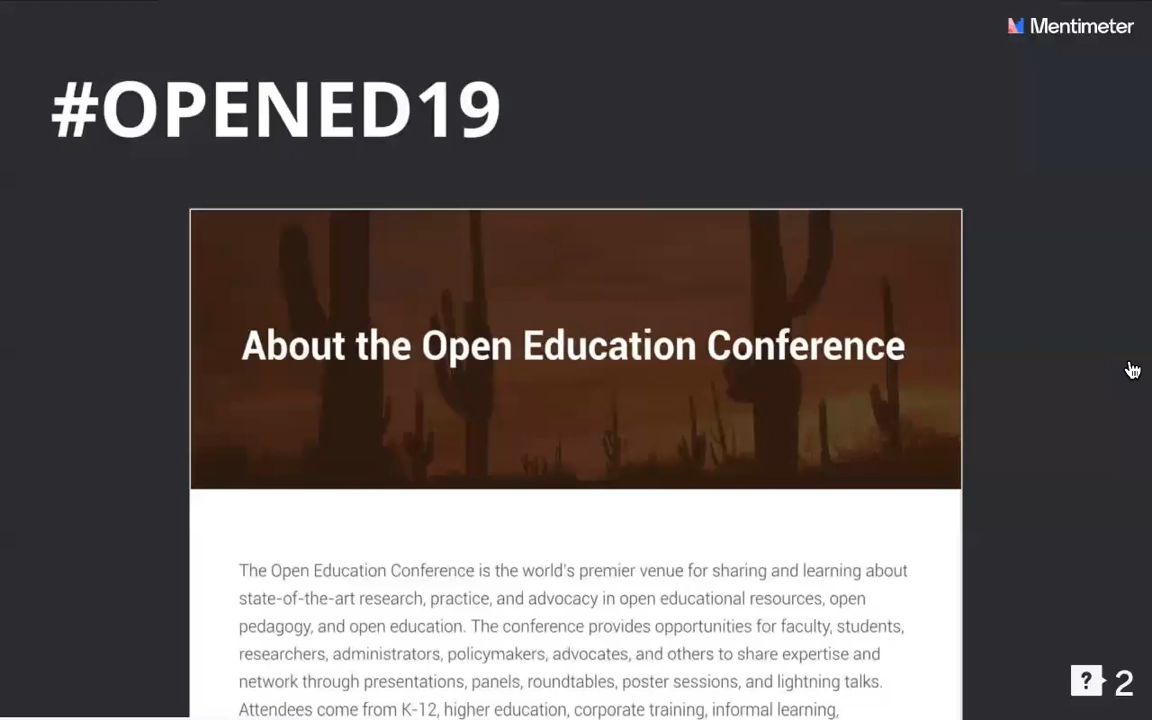 Mentimeter
#OPENED19
About the Open Education Conference
The Open Education Conference is the world's premier venue for sharing and learning about
state-of-the-art research, practice, and advocacy in open educational resources, open
pedagogy, and open education. The conference provides opportunities for faculty, students,
researchers, administrators, policymakers, advocates, and others to share expertise and
network through presentations, panels, roundtables, poster sessions, and lightning talks.
Attendees come from K-12, higher education, corporate training, informal learning,
? 2